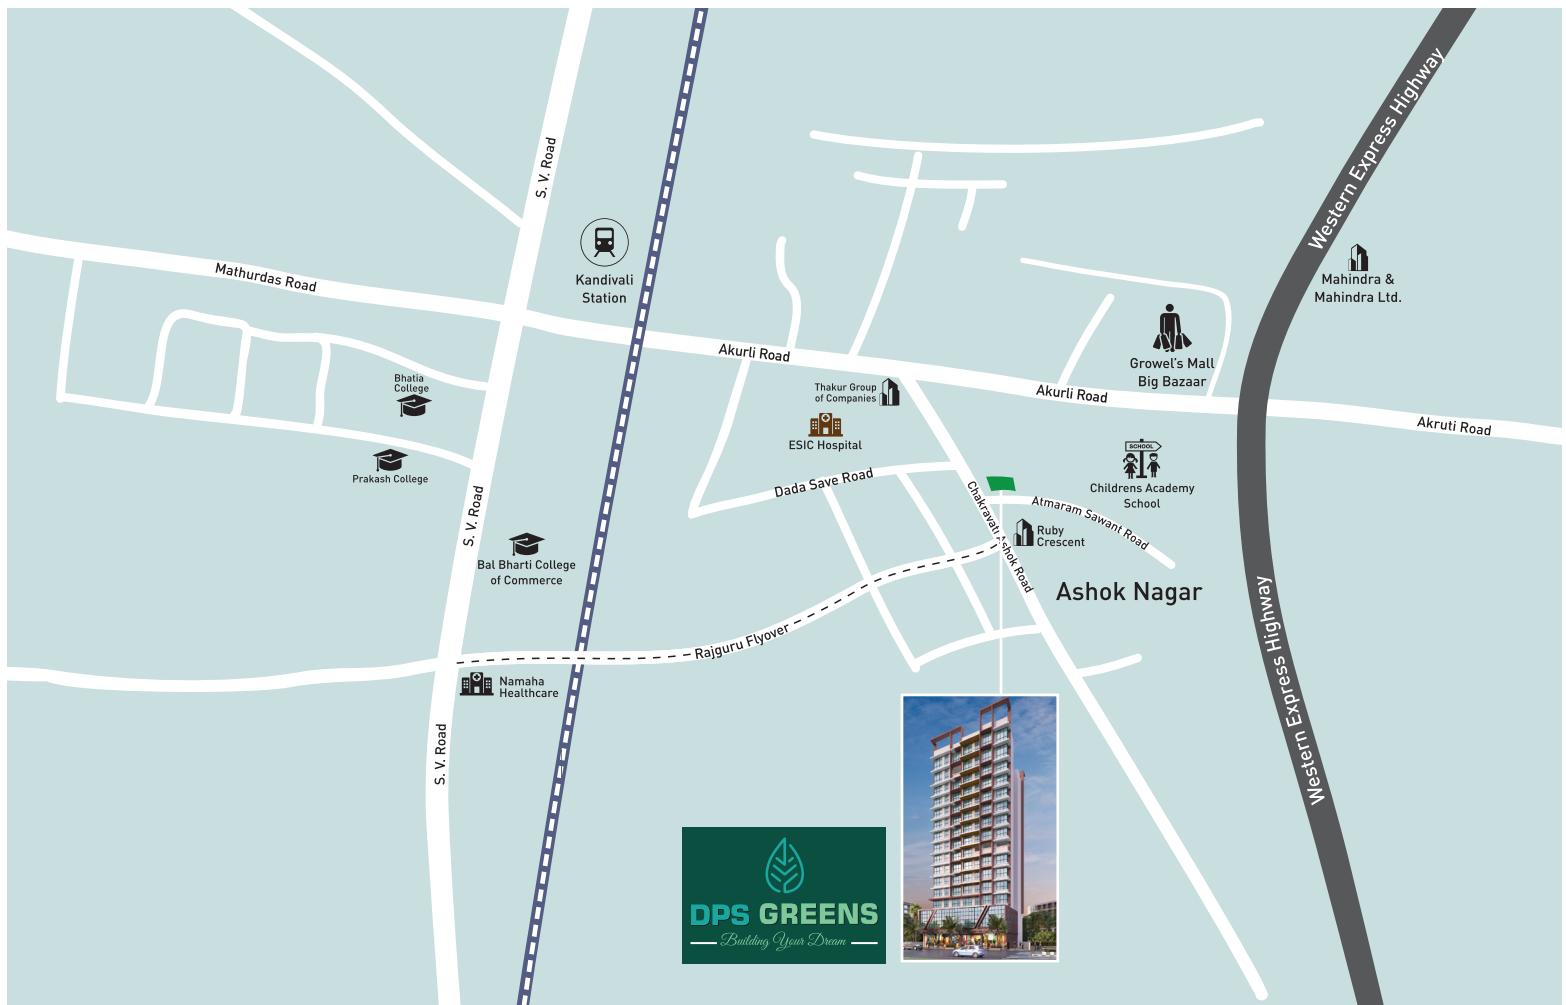 Western Express Highway
S. V. Road
Kandivali
Station
Mathurdas Road
Mahindra &
Mahindra Ltd.
Akurli Road
Growel's Mall
Big Bazaar
Bhatia
College
Thakur Group
of Companies
Akurli Road
Akruti Road
ESIC Hospital
SCHOOL
Childrens Academy
School
Prakash College
Dada Save Road
Chakravati Ashok Road
Atmaram Sawant Road
S. V. Road
Ruby
Crescent
Bal Bharti College
of Commerce
Ashok Nagar
Rajguru Flyover
Western Express Highway
Namaha
Healthcare
S. V. Road
DPS GREENS
Building Your Dream